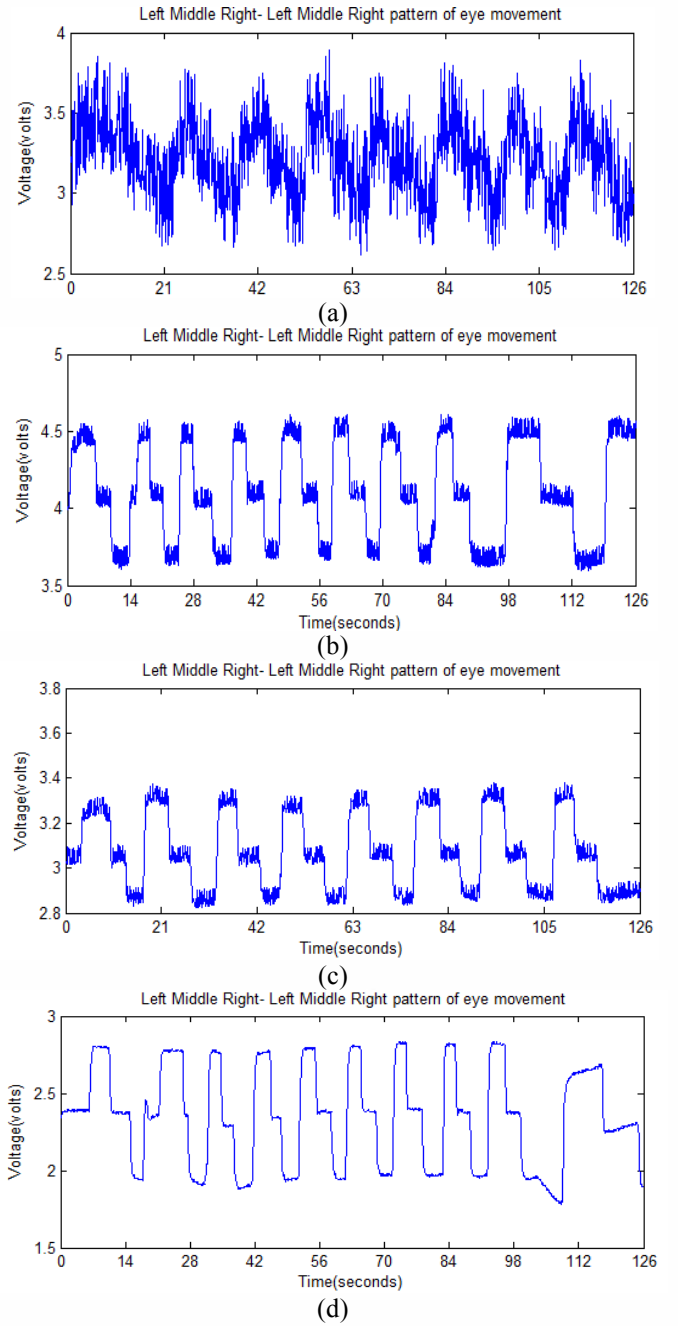 Left Middle Right- Left Middle Right pattern of eye movement
4
3.5
3
2.5
Voltage(volts)
0 21 42 63 84 105 126
(a)
Left Middle Right- Left Middle Right pattern of eye movement
5
4.5
4
3.5
Voltage(volts)
0 14 28 42 56 70 84 98 112 126
Time(seconds)
(b)
Left Middle Right- Left Middle Right pattern of eye movement
3.8
3.6
3.4
3.2
3
2.8
Voltage(volts)
0 21 42 63 84 105 126
Time(seconds)
(c)
Left Middle Right- Left Middle Right pattern of eye movement
3
2.5
2
1.5
Voltage(volts)
0 14 28 42 56 70 84 98 112 126
Time(seconds)
(d)